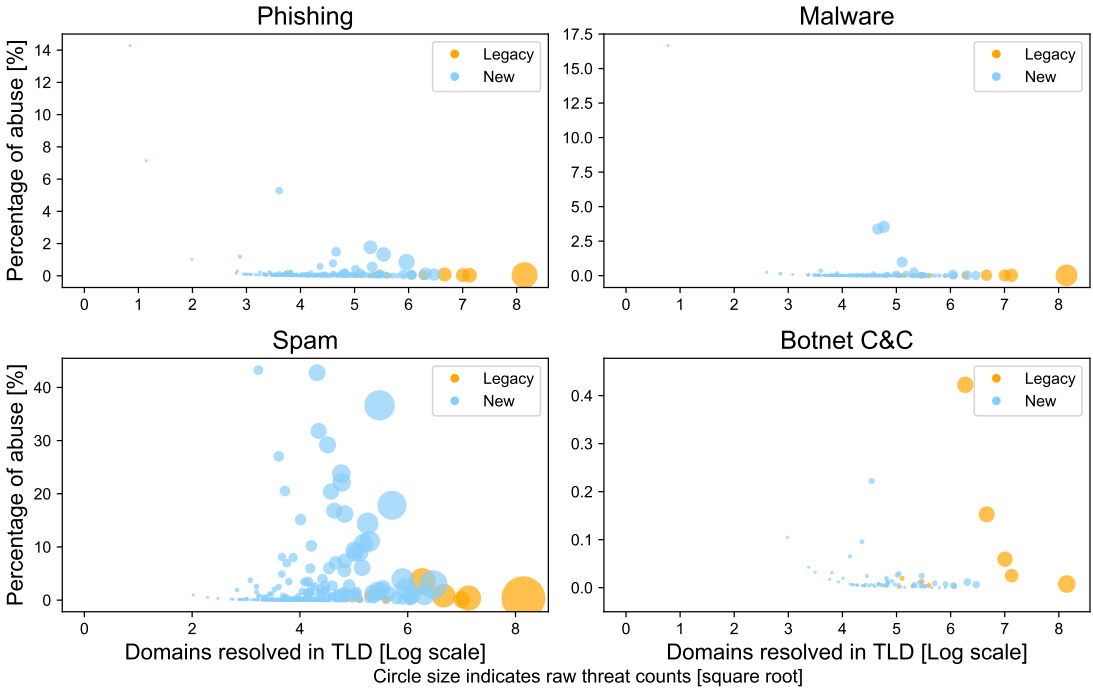 Phishing
Percentage of abuse [%]
14
12
10
8
6
4
2
0
0 1 2 3 4 5 6 7 8
Legacy
New
Malware
17.5
15.0
12.5
10.0
7.5
5.0
2.5
0.0
0 1 2 3 4 5 6 7 8
Legacy
New
Spam
Percentage of abuse [%]
40
30
20
10
0
0 1 2 3 4 5 6 7 8
Domains resolved in TLD [Log scale]
Legacy
New
Botnet C&C
0.4
0.3
0.2
0.1
0.0
0 1 2 3 4 5 6 7 8
Domains resolved in TLD [Log scale]
Legacy
New
Circle size indicates raw threat counts [square root]